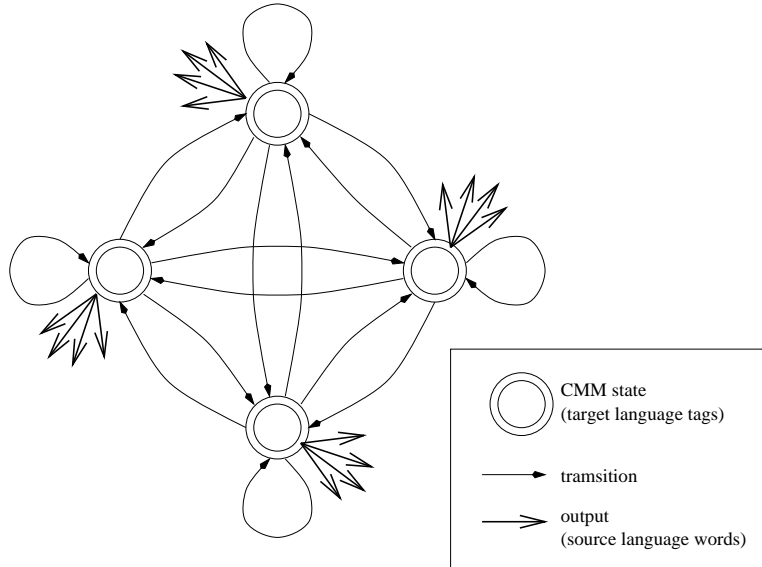 CMM state
(target language tags)
tramsition
output
(source language words)